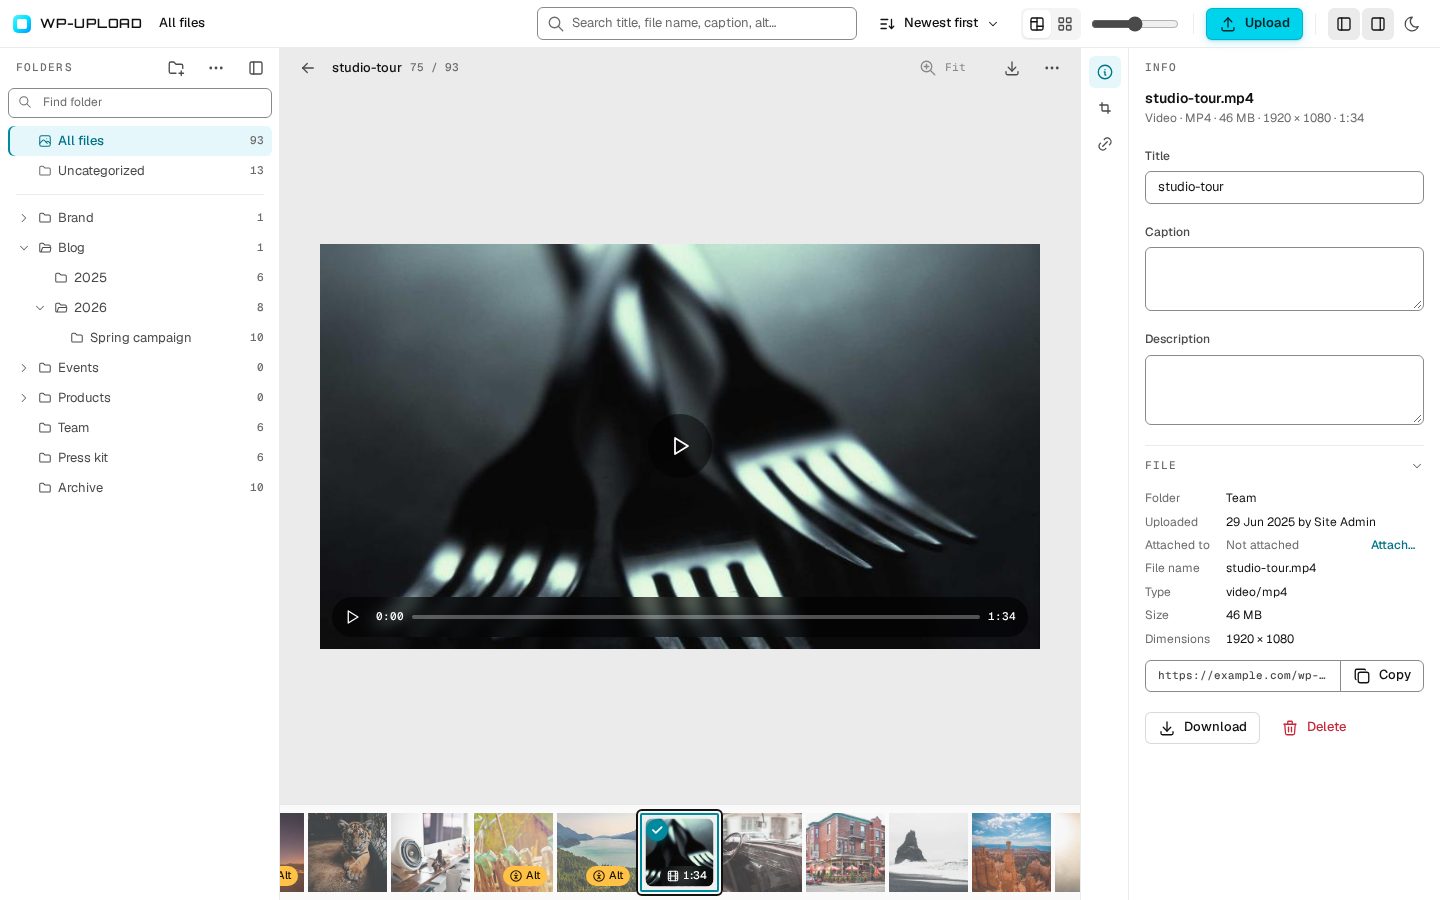 WP-UPLOAD All files
Search title, file name, caption, alt…
Newest first
Upload
FOLDERS
Find folder
All files 93
Uncategorized 13
Brand 1
Blog 1
2025 6
2026 8
Spring campaign 10
Events 0
Products 0
Team 6
Press kit 6
Archive 10
studio-tour 75 / 93
Fit
0:00 1:34
Alt
Alt
Alt
1:34
INFO
studio-tour.mp4
Video · MP4 · 46 MB · 1920 × 1080 · 1:34
Title
studio-tour
Caption
Description
FILE
Folder Team
Uploaded 29 Jun 2025 by Site Admin
Attached to Not attached Attach…
File name studio-tour.mp4
Type video/mp4
Size 46 MB
Dimensions 1920 × 1080
https://example.com/wp-… Copy
Download Delete